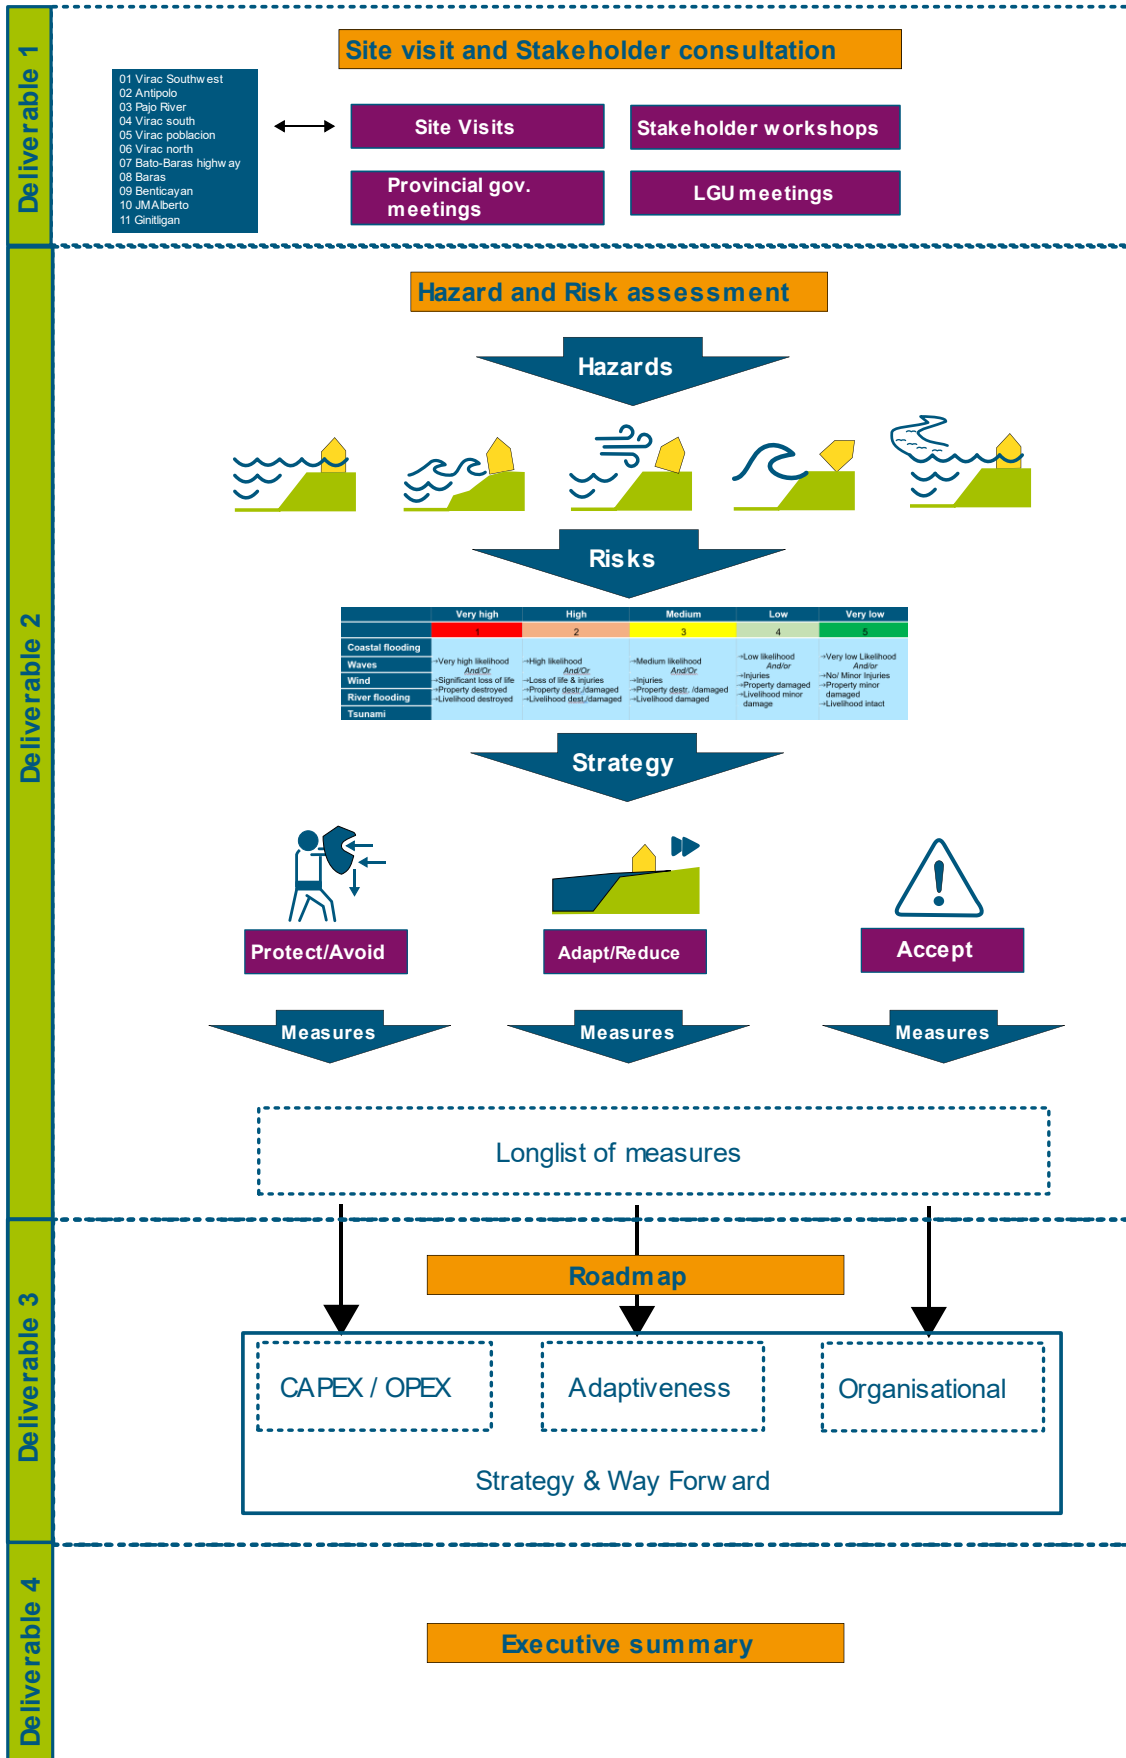 Deliverable 1
Site visit and Stakeholder consultation
01 Virac Southwest
02 Antipolo
03 Pajo River
04 Virac south
05 Virac poblacion
06 Virac north
07 Bato-Baras highway
08 Baras
09 Benticayan
10 JMAlberto
11 Ginitligan
Site Visits
Stakeholder workshops
Provincial gov.
meetings
LGU meetings
Deliverable 2
Hazard and Risk assessment
Hazards
Risks
Very high High Medium Low Very low
1 2 3 4 5
Coastal flooding
Waves
Wind
River flooding
Tsunami
→Very high likelihood
And/Or
→Significant loss of life
→Property destroyed
→Livelihood destroyed
→High likelihood
And/Or
→Loss of life & injuries
→Property destr./damaged
→Livelihood dest./damaged
→Medium likelihood
And/Or
→Injuries
→Property destr. /damaged
→Livelihood damaged
→Low likelihood
And/or
→Injuries
→Property damaged
→Livelihood minor
damage
→Very low Likelihood
And/or
→No/ Minor Injuries
→Property minor
damaged
→Livelihood intact
Strategy
Protect/Avoid
Adapt/Reduce
Accept
Measures
Measures
Measures
Longlist of measures
Deliverable 3
Roadmap
CAPEX / OPEX
Adaptiveness
Organisational
Strategy & Way Forward
Deliverable 4
Executive summary